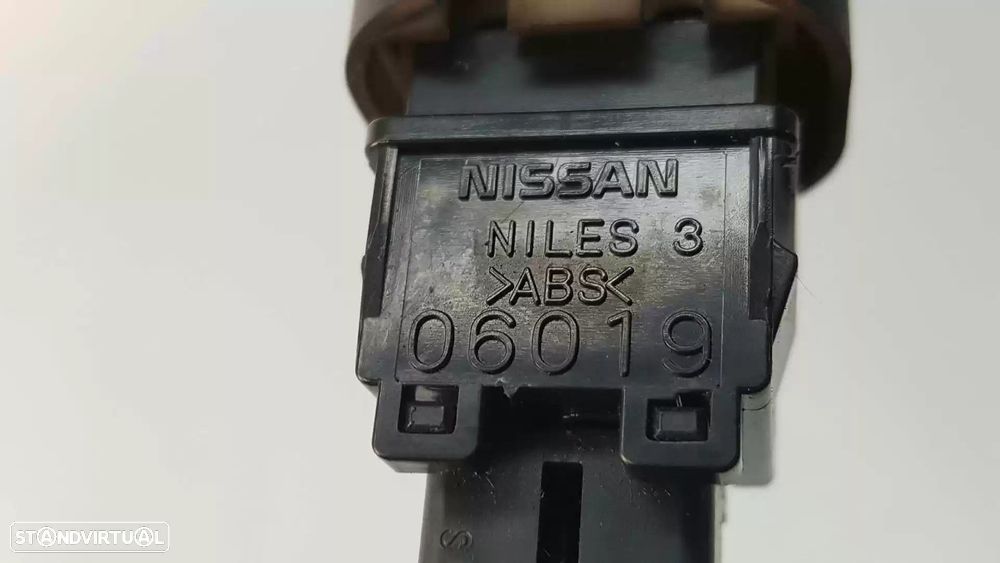 NISSAN
NILES 3
>ABS<
06019
S
STANDVIRTUAL